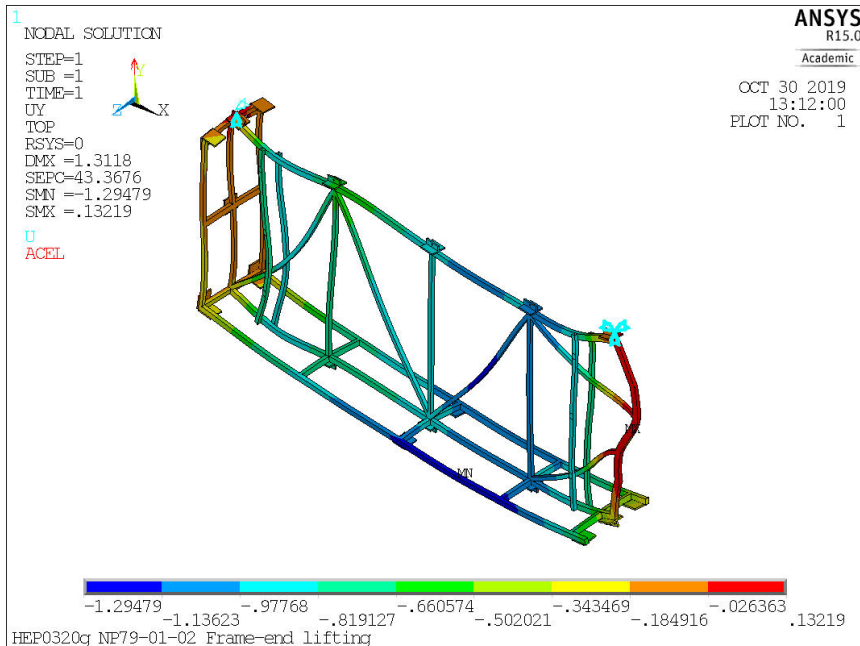 1
NODAL SOLUTION
STEP=1
SUB =1
TIME=1
UY
TOP
RSYS=0
DMX =1.3118
SEPC=43.3676
SMN =-1.29479
SMX =.13219
U
ACEL
Y
Z
X
ANSYS
R15.0
Academic
OCT 30 2019
13:12:00
PLOT NO. 1
MX
MN
-1.29479
-1.13623
-.97768
-.819127
-.660574
-.502021
-.343469
-.184916
-.026363
.13219
HEP0320g NP79-01-02 Frame-end lifting